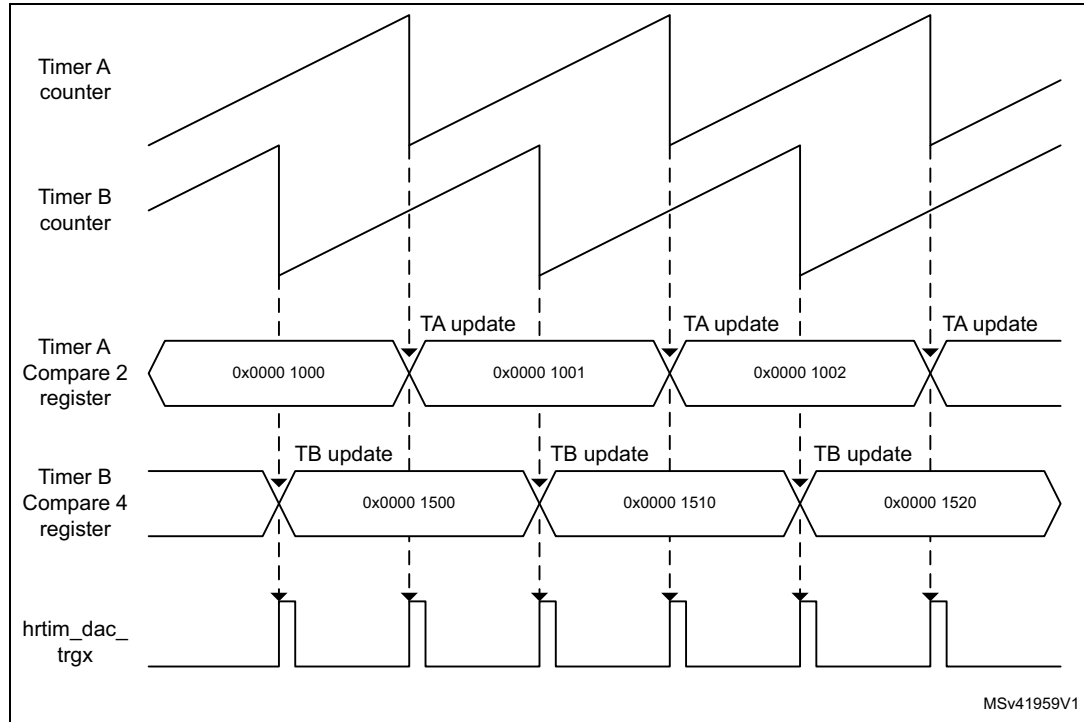 Timer A
counter
Timer B
counter
TA update
TA update
TA update
Timer A
Compare 2
register
0x0000 1000
0x0000 1001
0x0000 1002
TB update
TB update
TB update
Timer B
Compare 4
register
0x0000 1500
0x0000 1510
0x0000 1520
hrtim_dac_
trgx
MSv41959V1